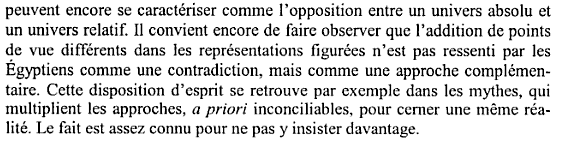 peuvent encore se caractériser comme l'opposition entre un univers absolu et
un univers relatif. Il convient encore de faire observer que l'addition de points
de vue différents dans les représentations figurées n'est pas ressenti par les
Égyptiens comme une contradiction, mais comme une approche complémen-
taire. Cette disposition d'esprit se retrouve par exemple dans les mythes, qui
multiplient les approches, a priori inconciliables, pour cerner une même réa-
lité. Le fait est assez connu pour ne pas y insister davantage.